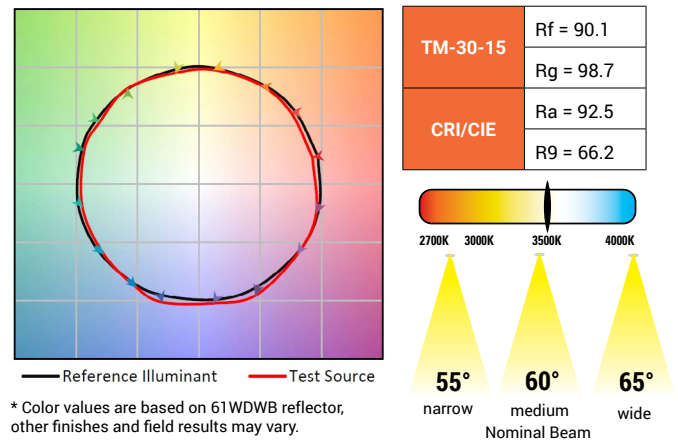 Reference Illuminant
Test Source
* Color values are based on 61WDWB reflector,
other finishes and field results may vary.
TM-30-15
Rf = 90.1
Rg = 98.7
CRI/CIE
Ra = 92.5
R9 = 66.2
2700K 3000K 3500K 4000K
55° 60° 65°
narrow medium wide
Nominal Beam